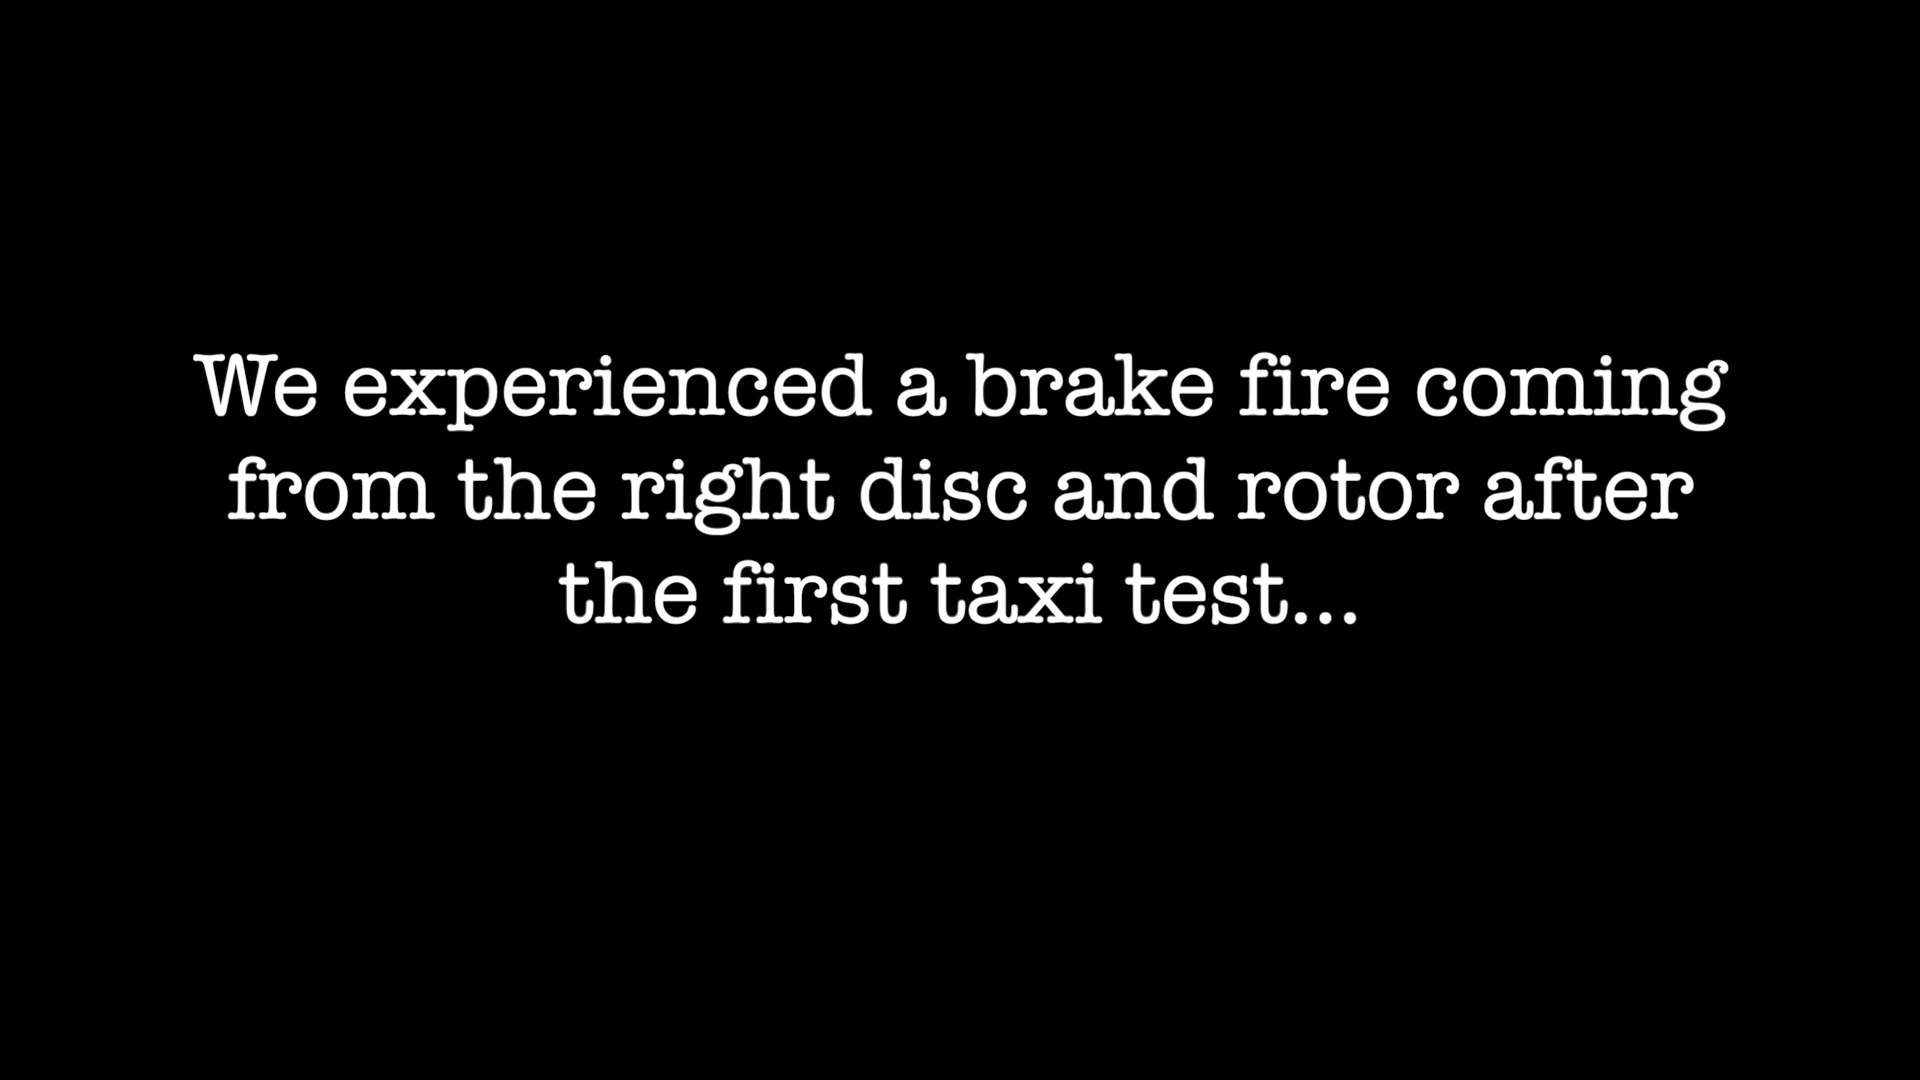 We experienced a brake fire coming
from the right disc and rotor after
the first taxi test...